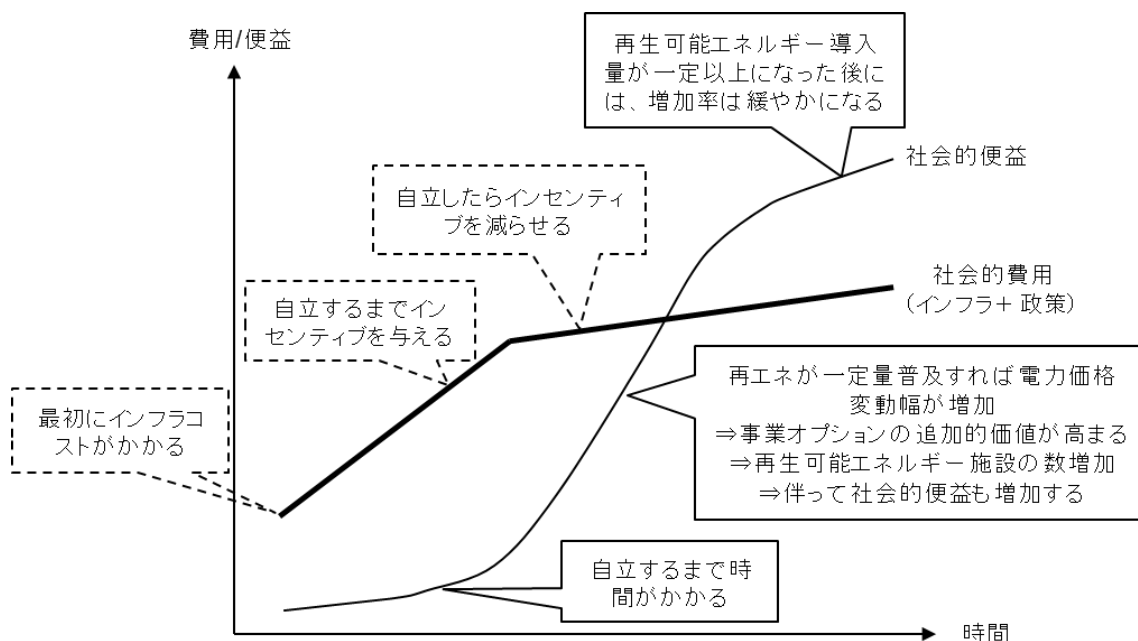 費用/便益
再生可能エネルギー導入
量が一定以上になった後に
は、増加率は緩やかになる
社会的便益
自立したらインセンティ
ブを減らせる
社会的費用
(インフラ+政策)
自立するまでイン
センティブを与える
最初にインフラコ
ストがかかる
再エネが一定量普及すれば電力価格
変動幅が増加
⇒事業オプションの追加的価値が高まる
⇒再生可能エネルギー施設の数増加
⇒伴って社会的便益も増加する
自立するまで時
間がかかる
時間